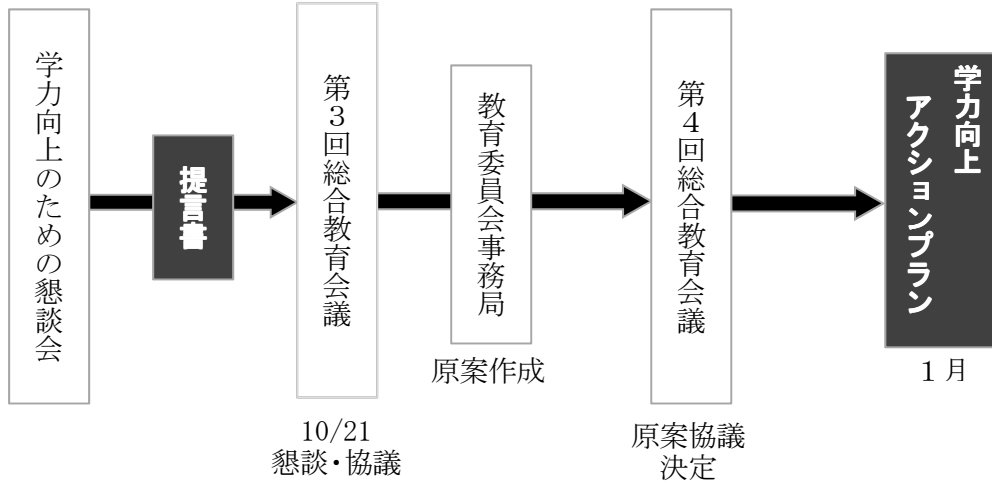 学力向上のための懇談会
提言書
第３回総合教育会議
10/21
懇談・協議
教育委員会事務局
原案作成
第４回総合教育会議
原案協議
決定
学力向上
アクションプラン
１月